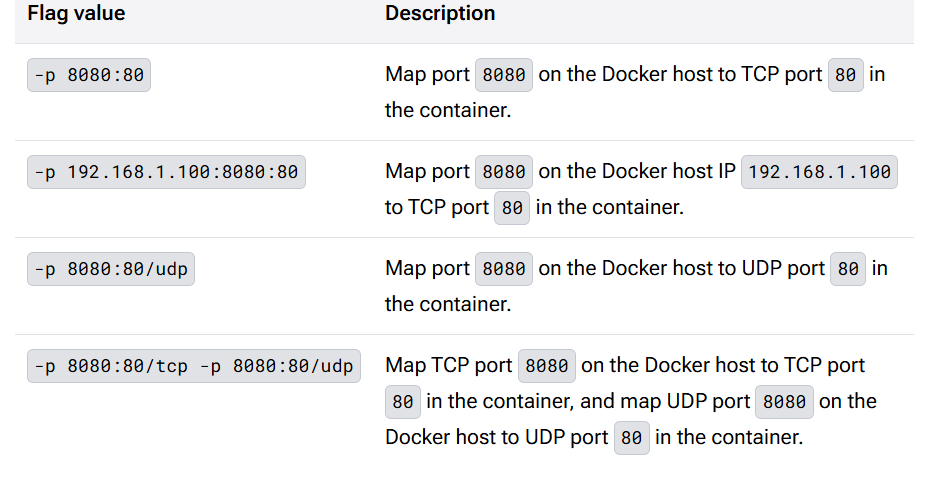 Flag value Description
-p 8080:80 Map port 8080 on the Docker host to TCP port 80 in
the container.
-p 192.168.1.100:8080:80 Map port 8080 on the Docker host IP 192.168.1.100
to TCP port 80 in the container.
-p 8080:80/udp Map port 8080 on the Docker host to UDP port 80 in
the container.
-p 8080:80/tcp -p 8080:80/udp Map TCP port 8080 on the Docker host to TCP port
80 in the container, and map UDP port 8080 on the
Docker host to UDP port 80 in the container.